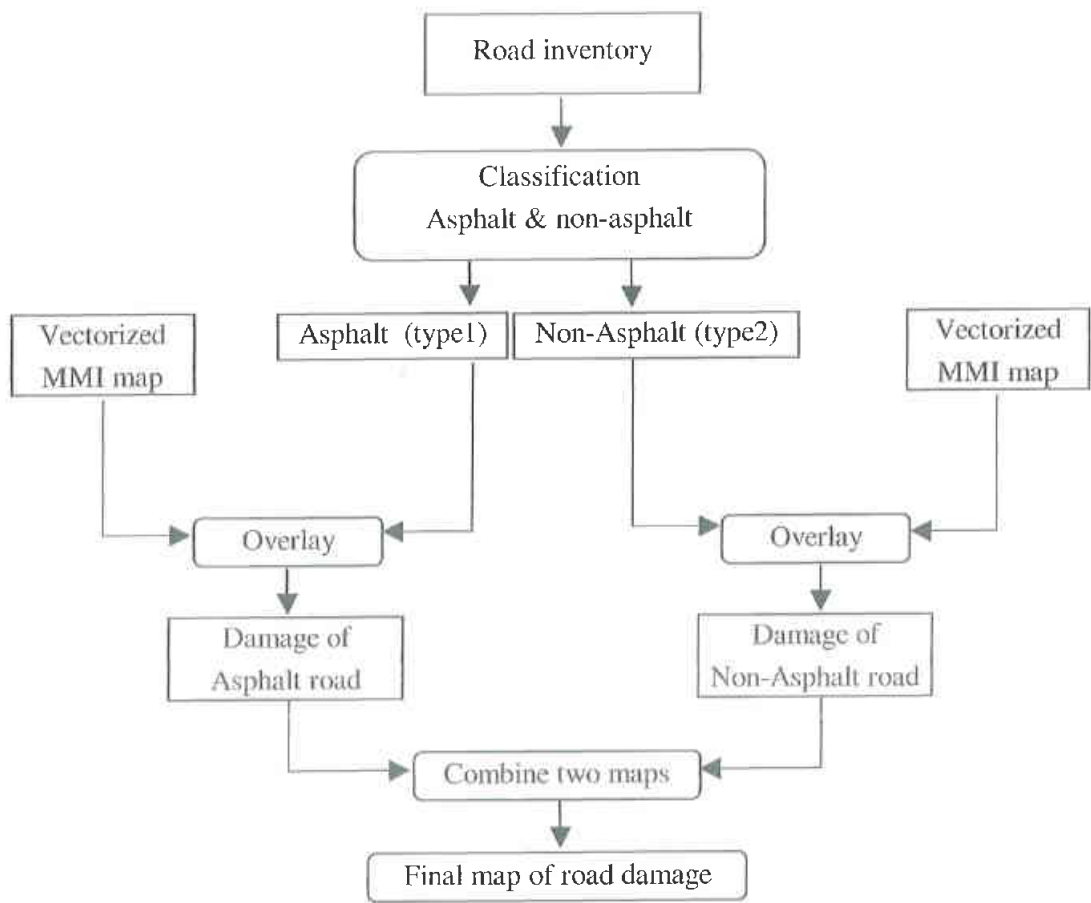 Road inventory
Classification
Asphalt & non-asphalt
Vectorized
MMI map
Asphalt (type1)
Non-Asphalt (type2)
Vectorized
MMI map
Overlay
Overlay
Damage of
Asphalt road
Damage of
Non-Asphalt road
Combine two maps
Final map of road damage